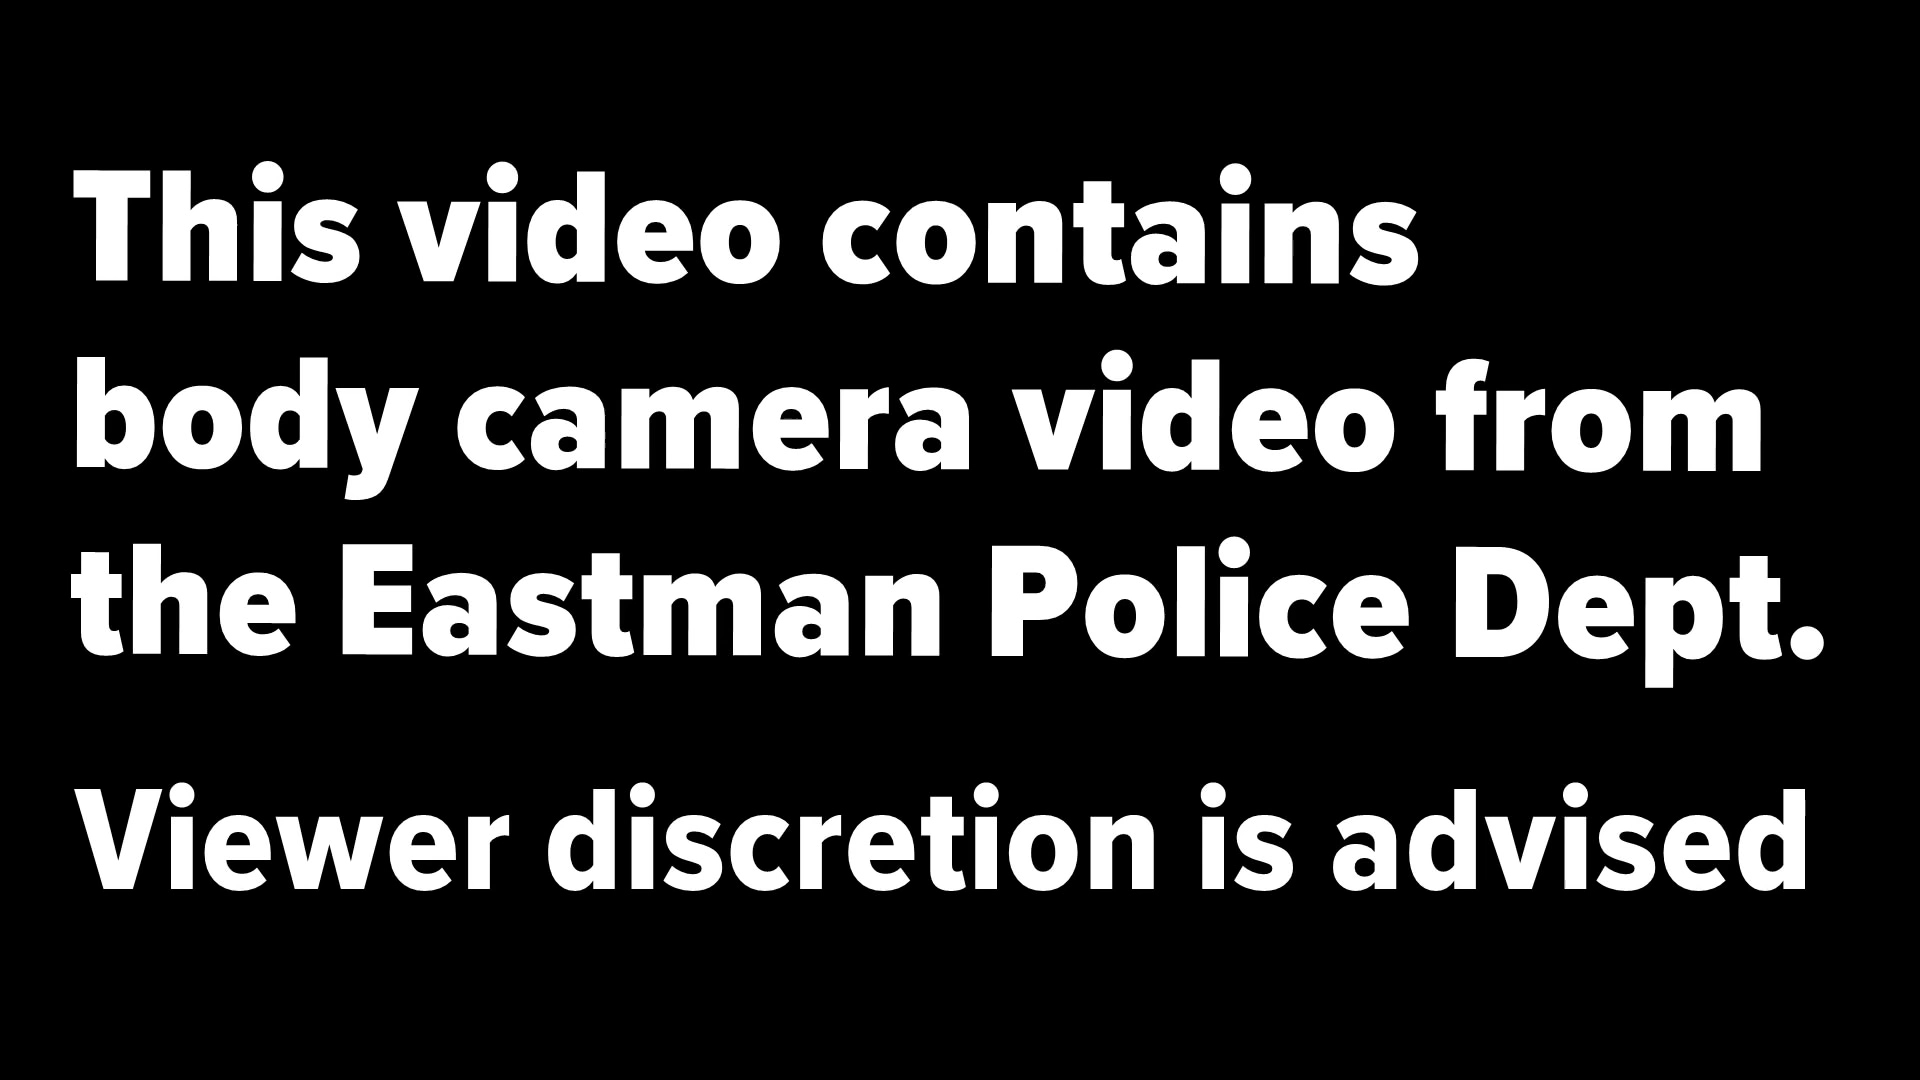 This video contains
body camera video from
the Eastman Police Dept.
Viewer discretion is advised